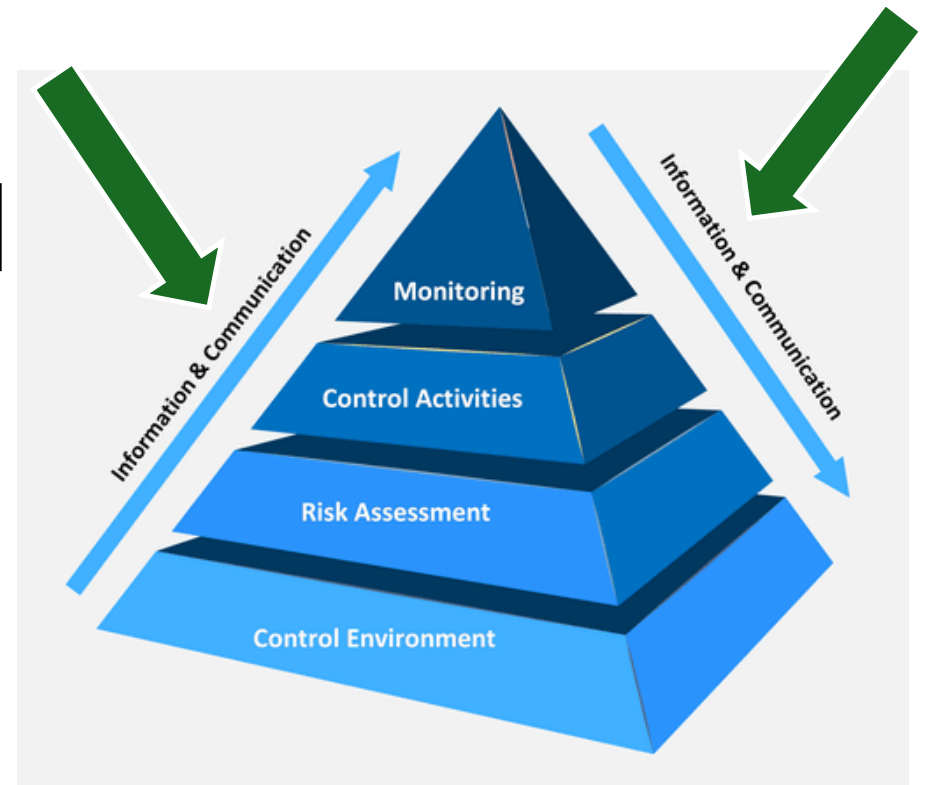 Information & Communication
Information & Communication
Monitoring
Control Activities
Risk Assessment
Control Environment